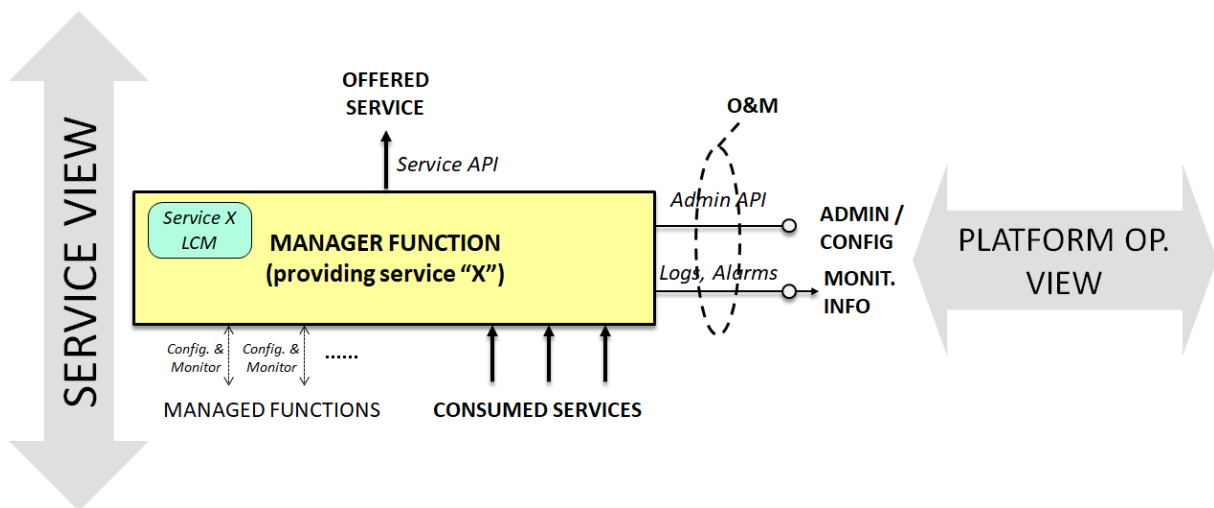 SERVICE VIEW
OFFERED
SERVICE
Service API
O&M
Service X
LCM
MANAGER FUNCTION
(providing service “X”)
Admin API
ADMIN /
CONFIG
Logs, Alarms
MONIT.
INFO
PLATFORM OP.
VIEW
Config. &
Monitor
Config. &
Monitor
......
MANAGED FUNCTIONS
CONSUMED SERVICES